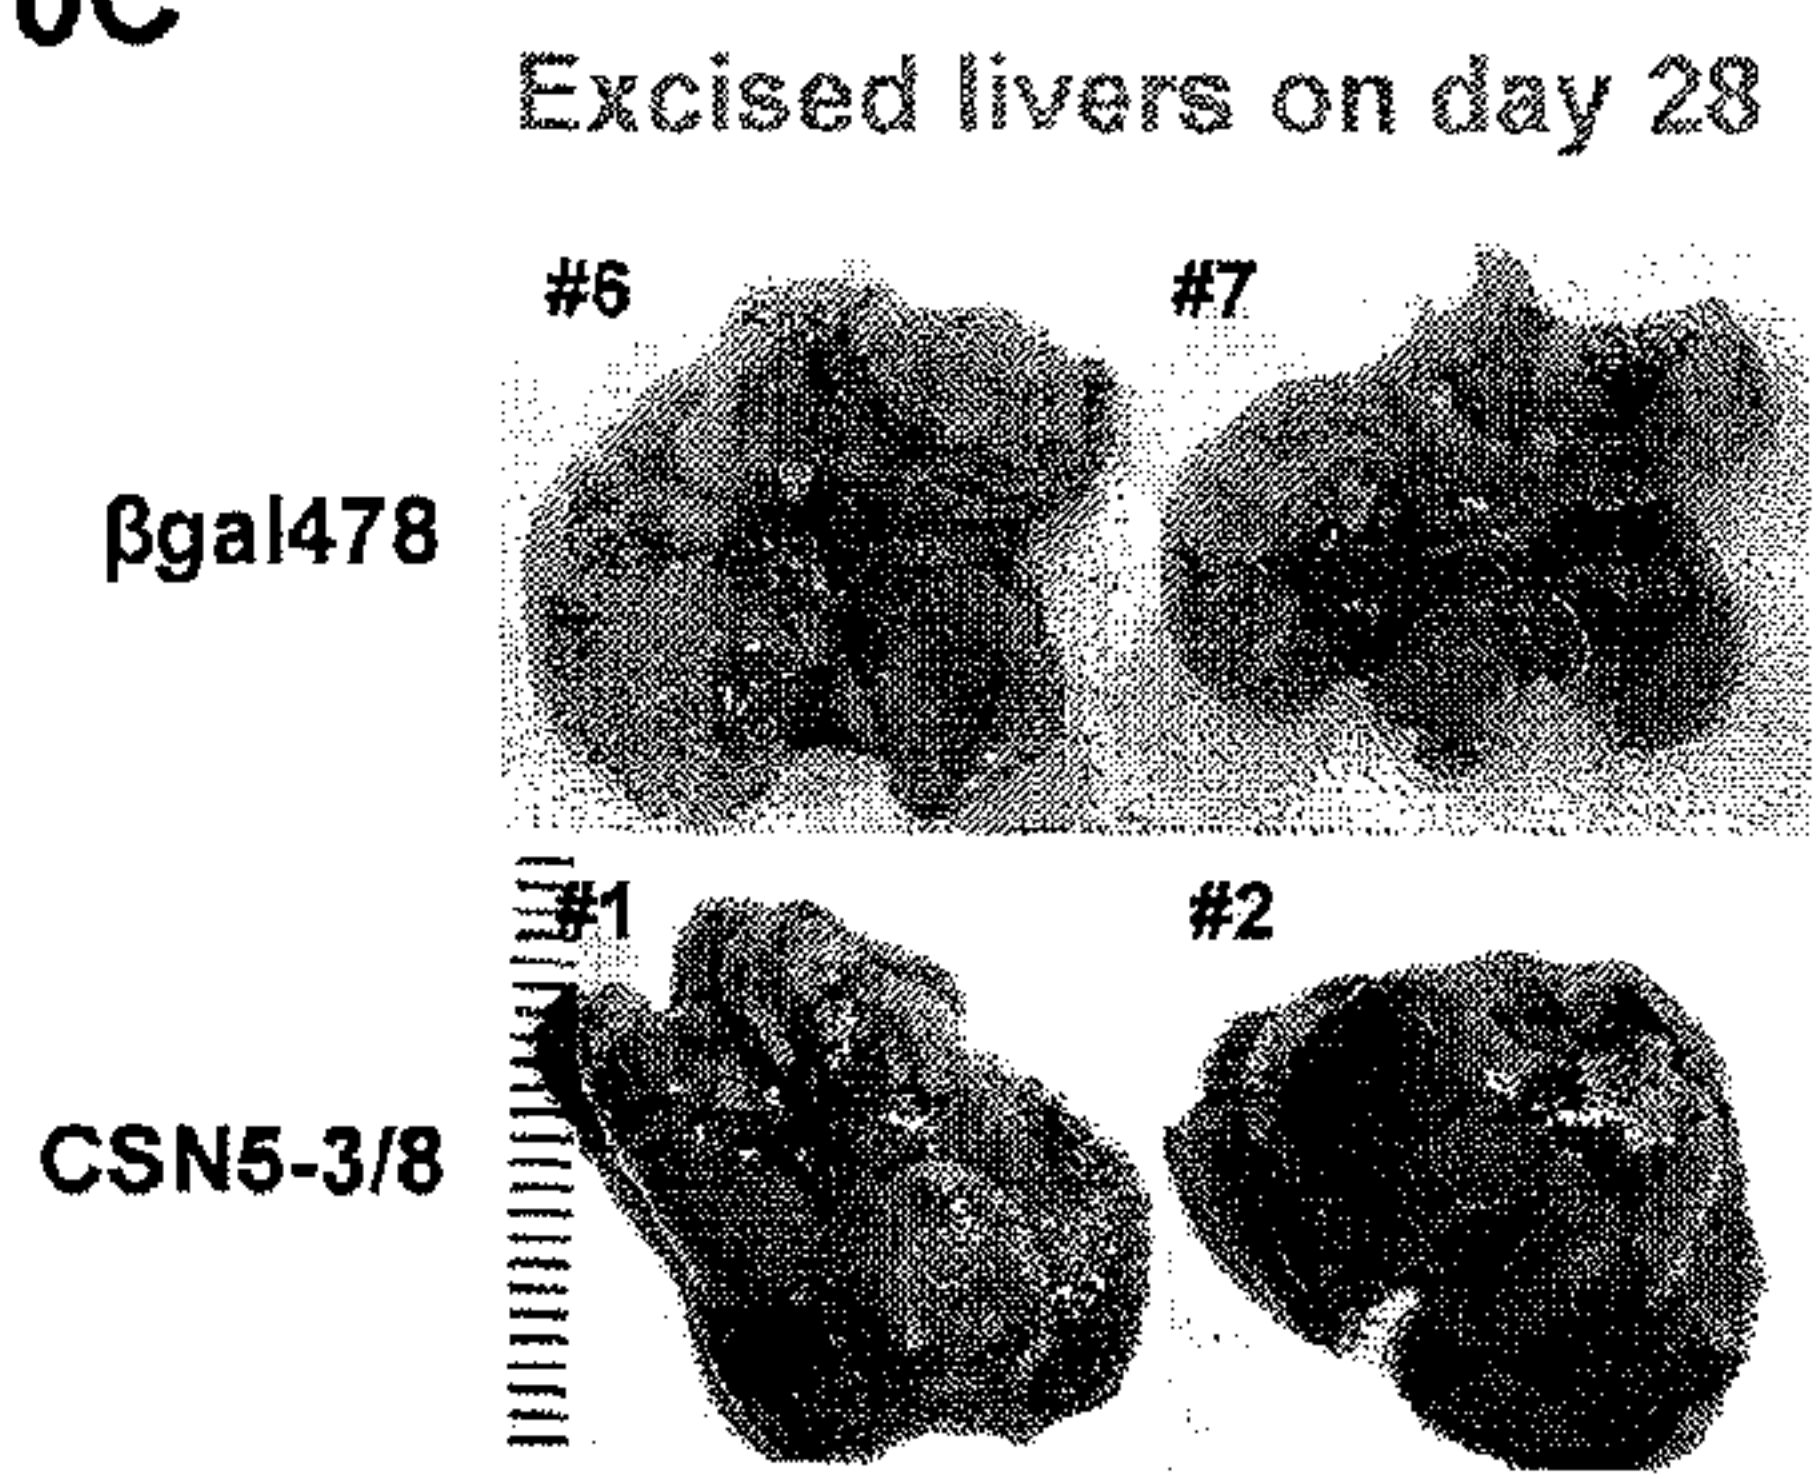 Excised livers on day 28
#6 #7
βgal478
#1 #2
CSN5-3/8